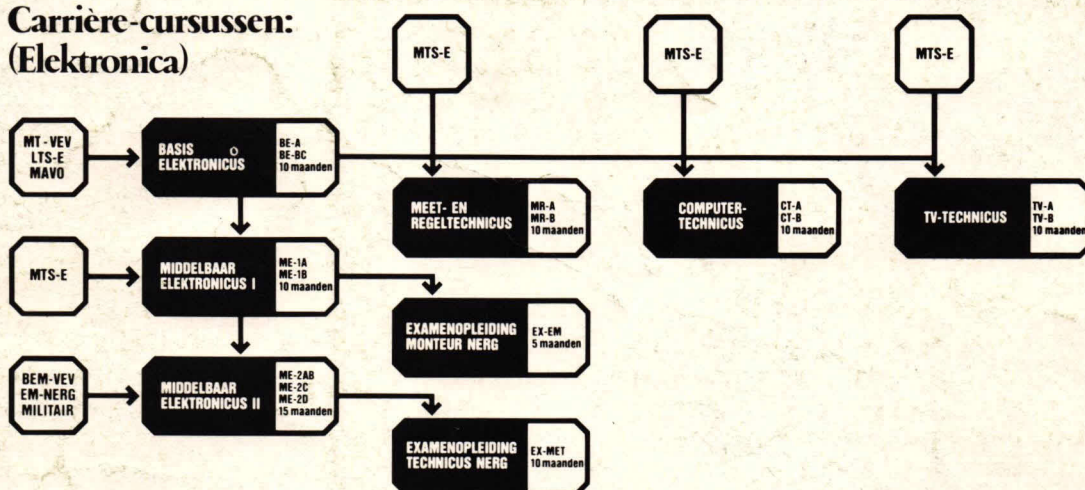 Carrière-cursussen:
(Elektronica)
MTS-E
MTS-E
MTS-E
MT-VEV
LTS-E
MAVO
BASIS
ELEKTRONICUS
BE-A
BE-BC
10 maanden
MEET- EN
REGELTECHNICUS
MR-A
MR-B
10 maanden
COMPUTER-
TECHNICUS
CT-A
CT-B
10 maanden
TV-TECHNICUS
TV-A
TV-B
10 maanden
MTS-E
MIDDELBAAR
ELEKTRONICUS I
ME-1A
ME-1B
10 maanden
EXAMENOPLEIDING
MONTEUR NERG
EX-EM
5 maanden
BEM-VEV
EM-NERG
MILITAIR
MIDDELBAAR
ELEKTRONICUS II
ME-2AB
ME-2C
ME-2D
15 maanden
EXAMENOPLEIDING
TECHNICUS NERG
EX-MET
10 maanden